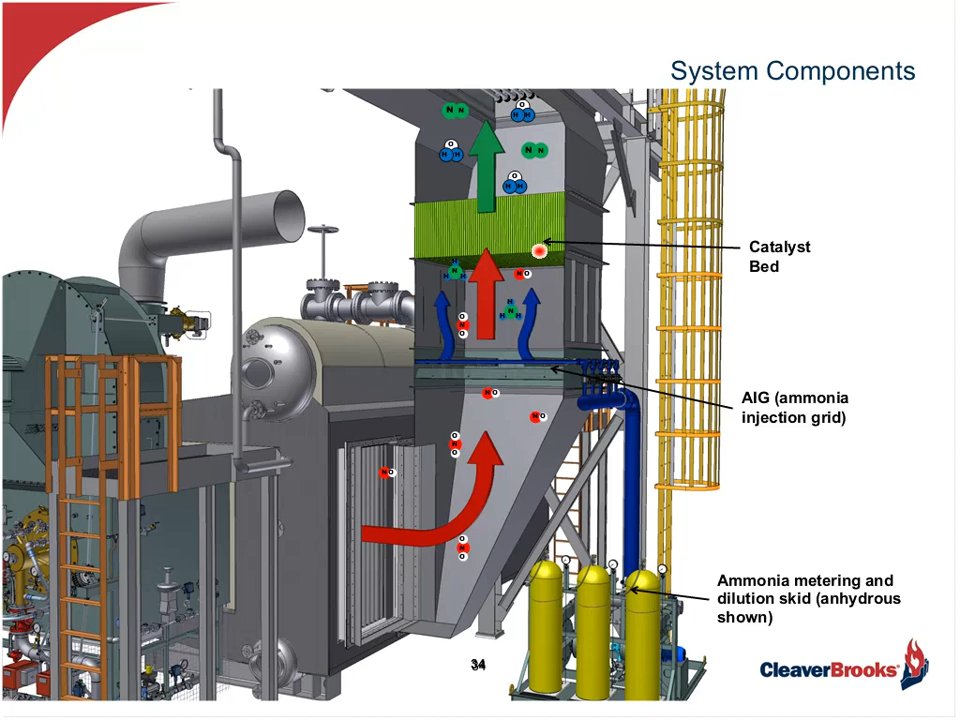 System Components
N N
O
H H
O
H H
N N
O
H H
Catalyst
Bed
H
N
H H
N O
H
N
H H
O
N
O
AIG (ammonia
injection grid)
N O
N O
O
N
O
N O
O
N
O
Ammonia metering and
dilution skid (anhydrous
shown)
34
CleaverBrooks